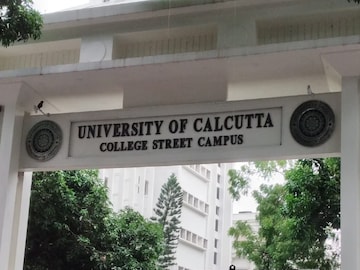 UNIVERSITY OF CALCUTTA
COLLEGE STREET CAMPUS